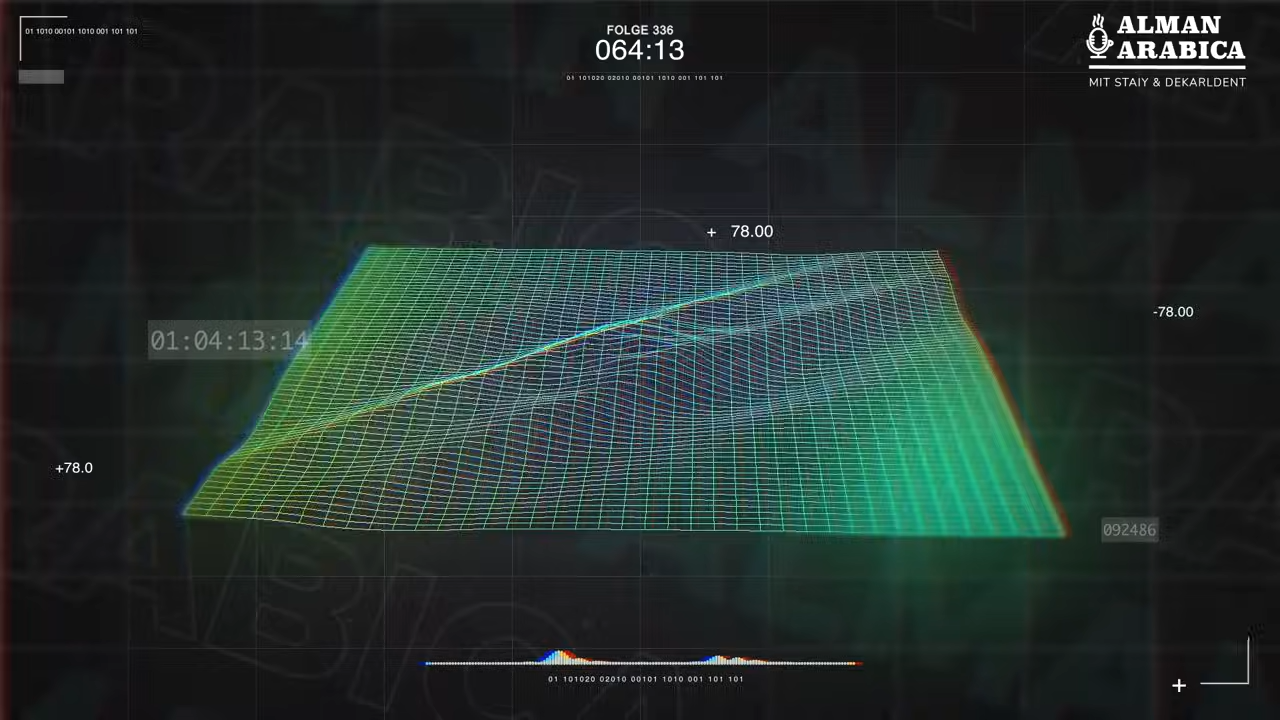 01 1010 00101 1010 001 101 101
FOLGE 336
064:13
01 101020 02010 00101 1010 001 101 101
ALMAN
ARABICA
MIT STAIY & DEKARLDENT
+ 78.00
-78.00
01:04:13:14
+78.0
092486
01 101020 02010 00101 1010 001 101 101
+